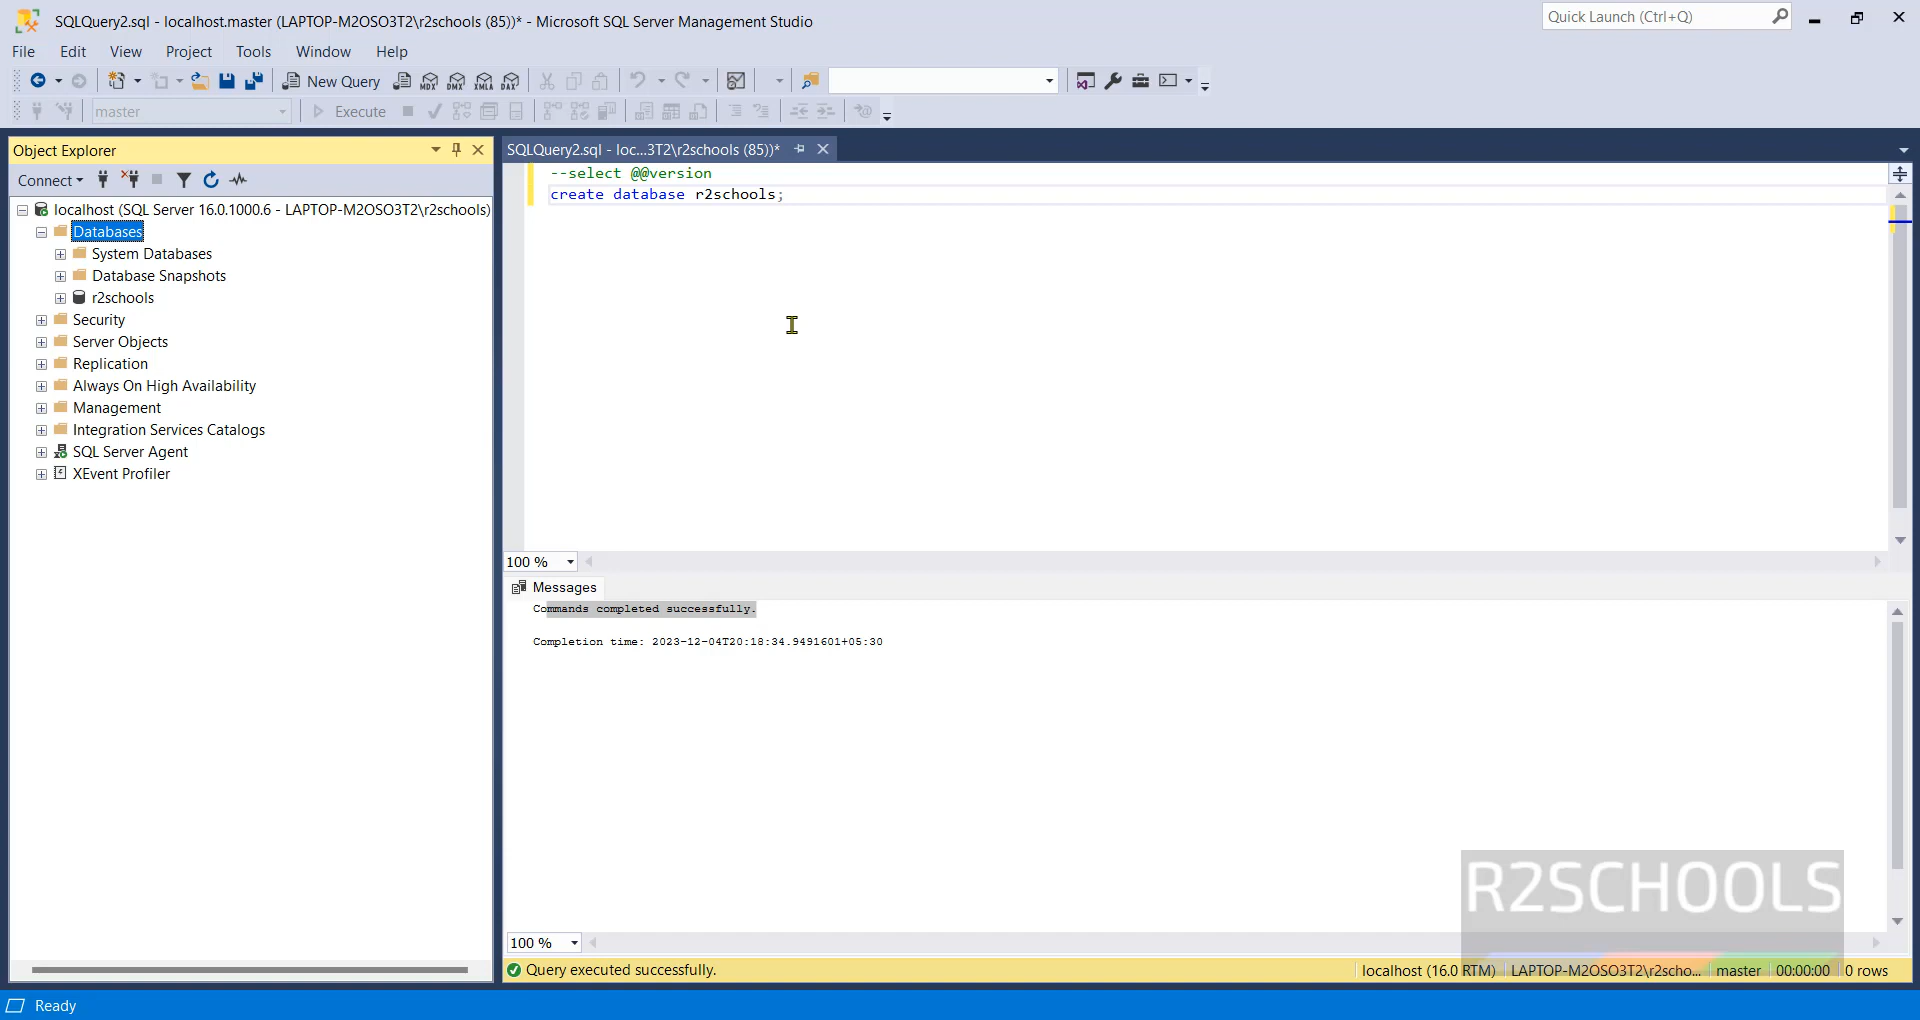 SQLQuery2.sql - localhost.master (LAPTOP-M2OSO3T2\r2schools (85))* - Microsoft SQL Server Management Studio
Quick Launch (Ctrl+Q)
File Edit View Project Tools Window Help
New Query MDX DMX XMLA DAX
master Execute
Object Explorer
Connect
localhost (SQL Server 16.0.1000.6 - LAPTOP-M2OSO3T2\r2schools)
Databases
System Databases
Database Snapshots
r2schools
Security
Server Objects
Replication
Always On High Availability
Management
Integration Services Catalogs
SQL Server Agent
XEvent Profiler
SQLQuery2.sql - loc...3T2\r2schools (85))*
--select @@version
create database r2schools;
100 %
Messages
Commands completed successfully.
Completion time: 2023-12-04T20:18:34.9491601+05:30
R2SCHOOLS
100 %
Query executed successfully.
localhost (16.0 RTM) LAPTOP-M2OSO3T2\r2scho... master 00:00:00 0 rows
Ready